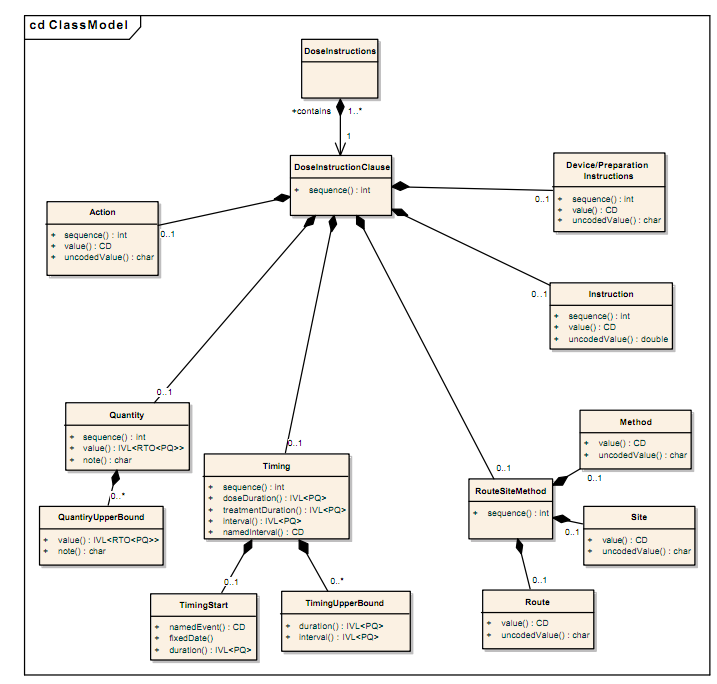 cd ClassModel
DoseInstructions
+contains
1..*
1
DoseInstructionClause
+ sequence() : int
Device/Preparation
Instructions
+ sequence() : int
+ value() : CD
+ uncodedValue() : char
0..1
Action
+ sequence() : int
+ value() : CD
+ uncodedValue() : char
0..1
Instruction
+ sequence() : int
+ value() : CD
+ uncodedValue() : double
0..1
Quantity
+ sequence() : int
+ value() : IVL<RTO<PQ>>
+ note() : char
0..1
QuantiryUpperBound
+ value() : IVL<RTO<PQ>>
+ note() : char
0..*
Timing
+ sequence() : int
+ doseDuration() : IVL<PQ>
+ treatmentDuration() : IVL<PQ>
+ interval() : IVL<PQ>
+ namedInterval() : CD
0..1
TimingStart
+ namedEvent() : CD
+ fixedDate()
+ duration() : IVL<PQ>
0..1
TimingUpperBound
+ duration() : IVL<PQ>
+ interval() : IVL<PQ>
0..*
RouteSiteMethod
+ sequence() : int
0..1
Method
+ value() : CD
+ uncodedValue() : char
0..1
Site
+ value() : CD
+ uncodedValue() : char
0..1
Route
+ value() : CD
+ uncodedValue() : char
0..1